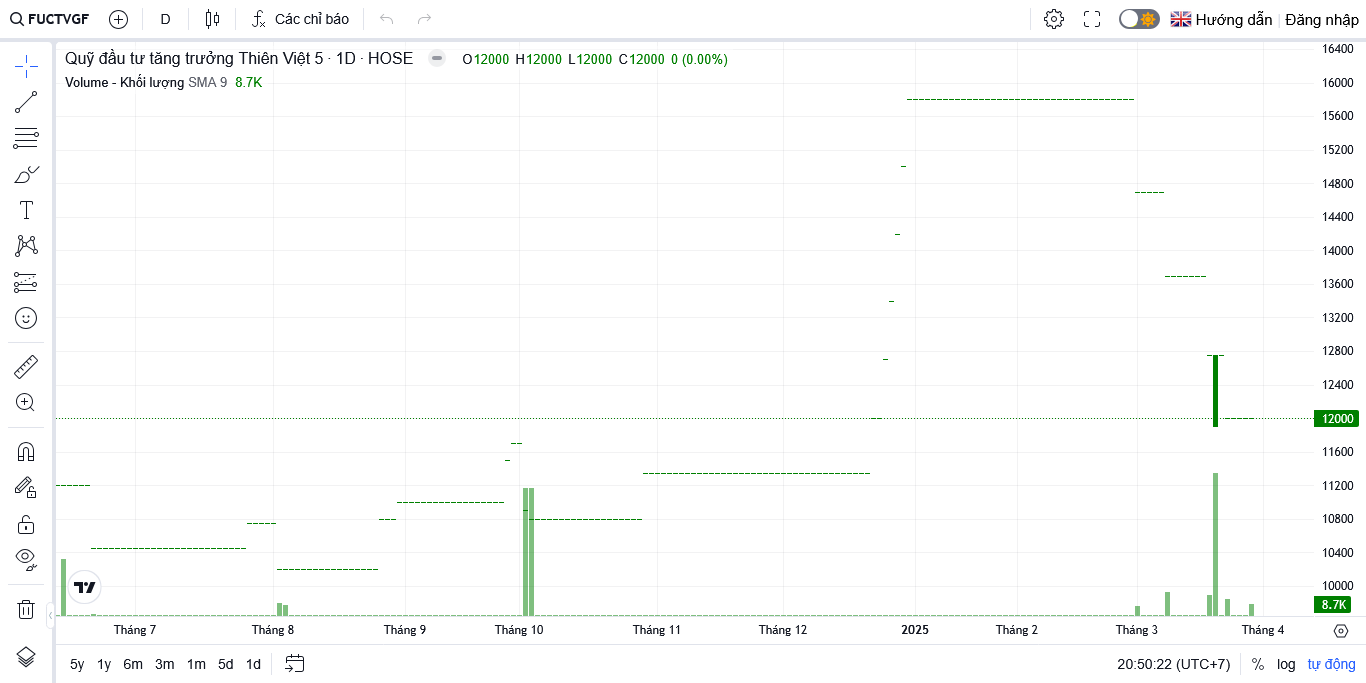 FUCTVGF D Các chỉ báo Hướng dẫn Đăng nhập
Quỹ đầu tư tăng trưởng Thiên Việt 5 · 1D · HOSE O12000 H12000 L12000 C12000 0 (0.00%)
Volume - Khối lượng SMA 9 8.7K
16400
16000
15600
15200
14800
14400
14000
13600
13200
12800
12400
12000
11600
11200
10800
10400
10000
8.7K
Tháng 7 Tháng 8 Tháng 9 Tháng 10 Tháng 11 Tháng 12 2025 Tháng 2 Tháng 3 Tháng 4
5y 1y 6m 3m 1m 5d 1d 20:50:22 (UTC+7) % log tự động